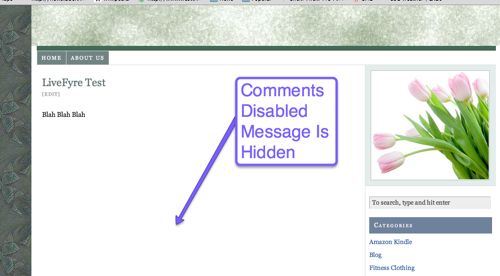 HOME ABOUT
LiveFyre Test
[EDIT]
Blah Blah Blah
Comments
Disabled
Message Is
Hidden
To search, type and hit enter
CATEGORIES
Amazon Kindle
Blog
Fitness Clothing